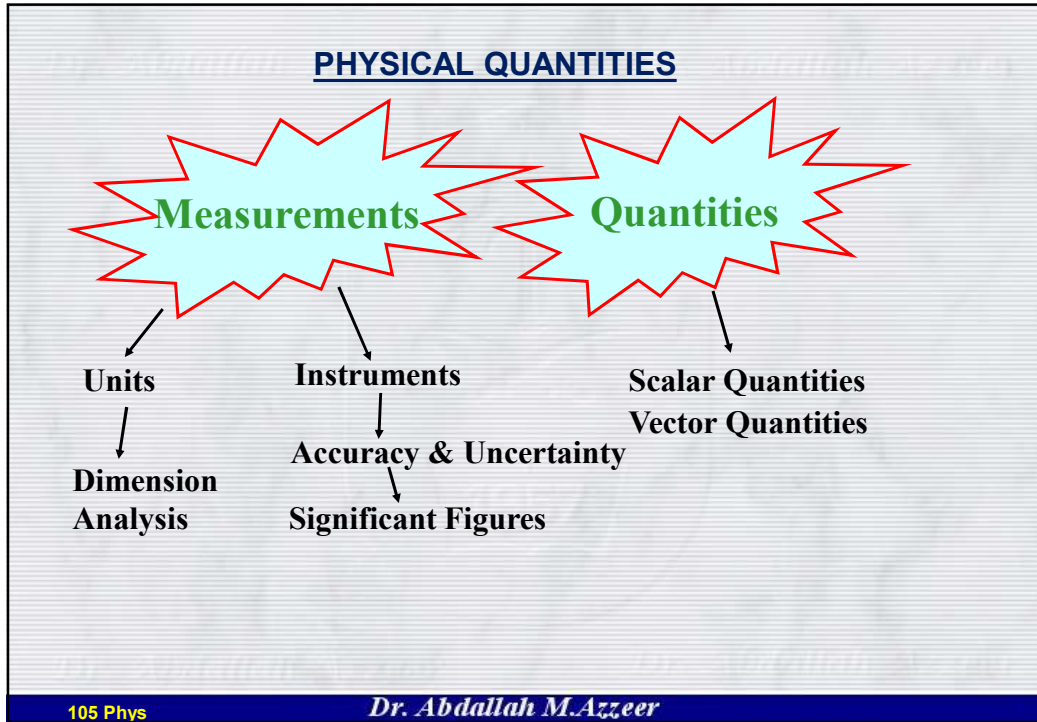 PHYSICAL QUANTITIES
Measurements
Quantities
Units
Instruments
Scalar Quantities
Vector Quantities
Accuracy & Uncertainty
Dimension
Analysis
Significant Figures
105 Phys
Dr. Abdallah M.Azzeer